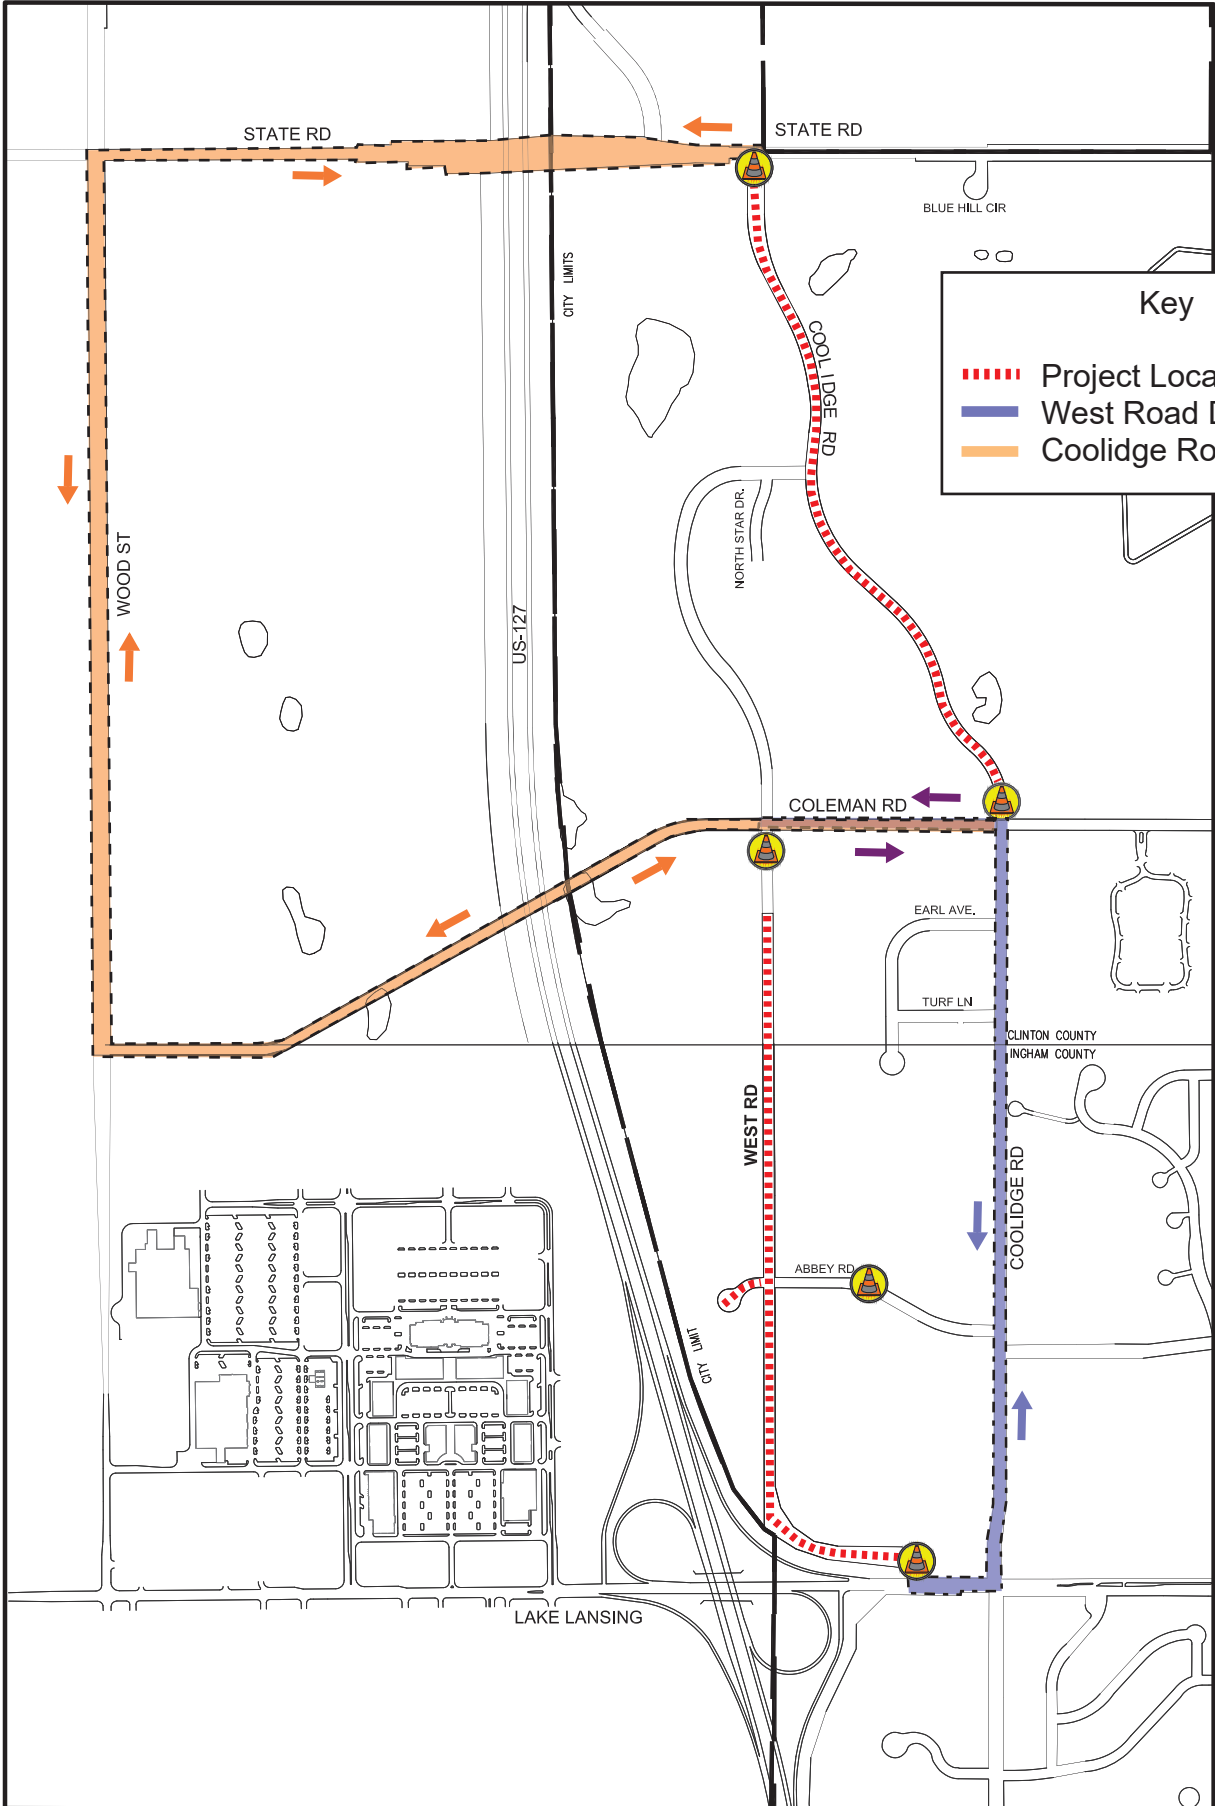 STATE RD
STATE RD
BLUE HILL CIR
CITY LIMITS
Key
COOLIDGE RD
Project Loca
West Road
Coolidge Ro
NORTH STAR DR.
WOOD ST
US-127
COLEMAN RD
EARL AVE.
TURF LN
CLINTON COUNTY
INGHAM COUNTY
WEST RD
COOLIDGE RD
ABBEY RD
CITY LIMIT
LAKE LANSING